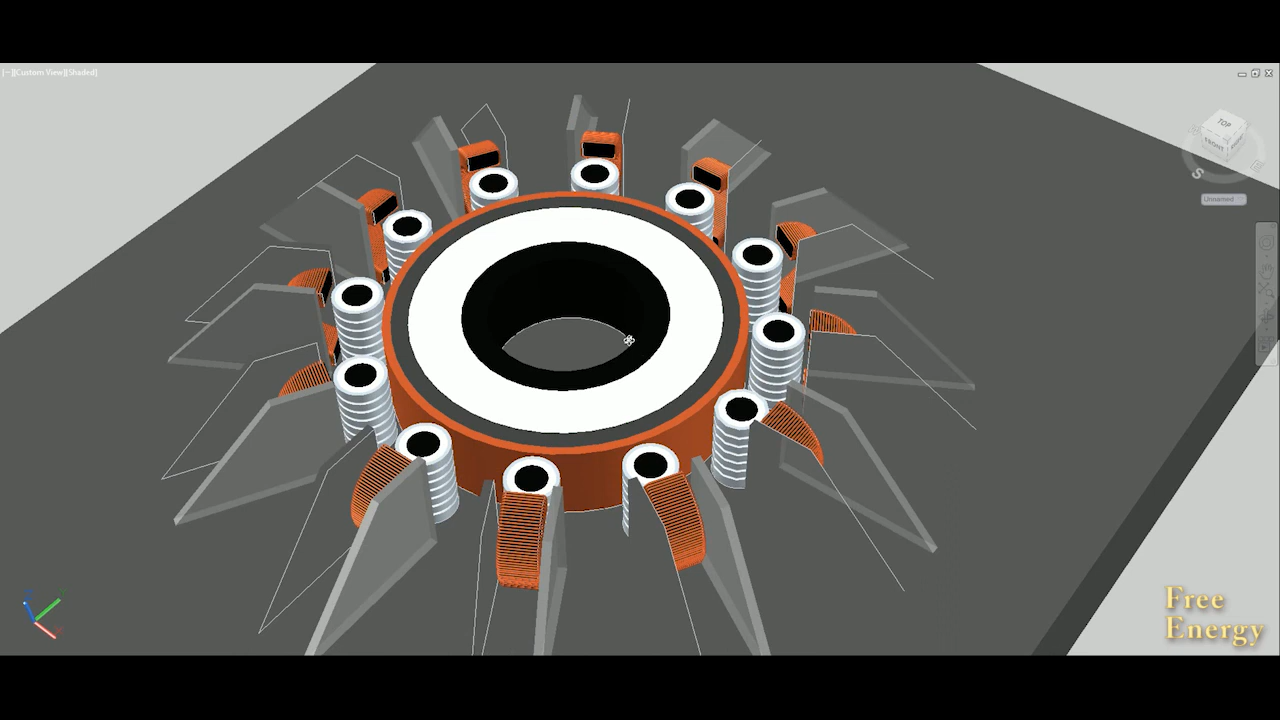 [−][Custom View][Shaded]
TOP
FRONT
S
E
Unnamed
Free
Energy